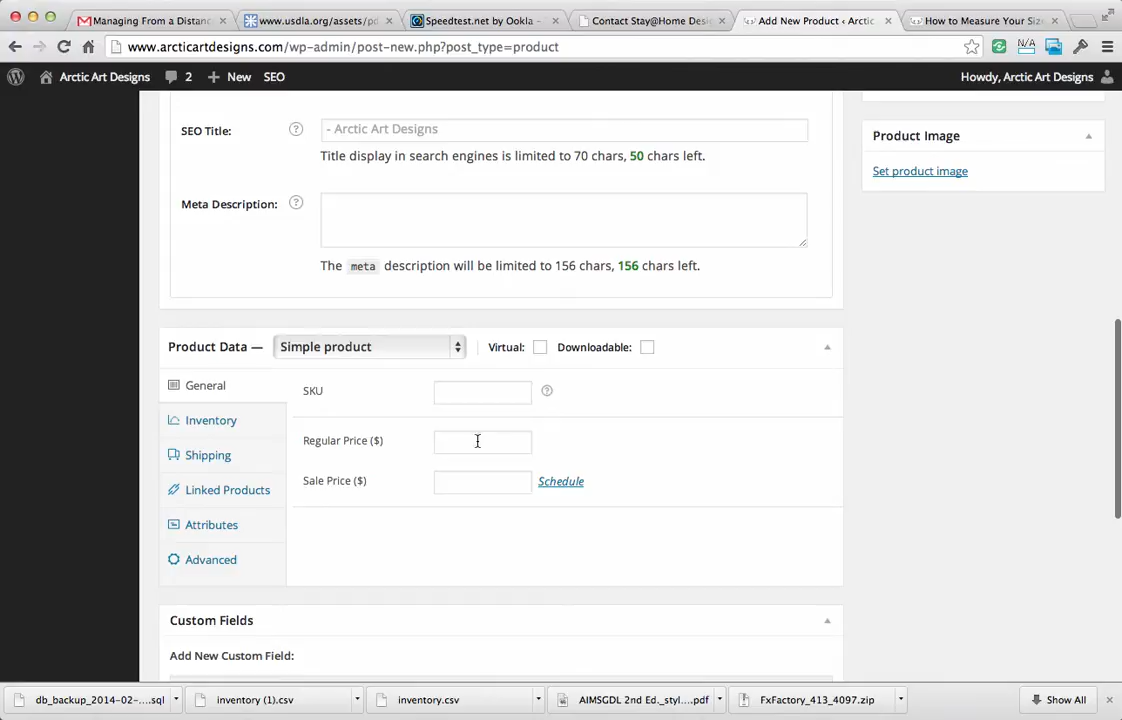 Managing From a Distanc
www.usdla.org/assets/pd
Speedtest.net by Ookla -
Contact Stay@Home Desi
Add New Product ‹ Arctic
How to Measure Your Size
www.arcticartdesigns.com/wp-admin/post-new.php?post_type=product
N/A
Arctic Art Designs 2 + New SEO Howdy, Arctic Art Designs
SEO Title: ? - Arctic Art Designs
Title display in search engines is limited to 70 chars, 50 chars left.
Meta Description: ?
The meta description will be limited to 156 chars, 156 chars left.
Product Image
Set product image
Product Data — Simple product Virtual: Downloadable:
General
Inventory
Shipping
Linked Products
Attributes
Advanced
SKU ?
Regular Price ($)
Sale Price ($) Schedule
Custom Fields
Add New Custom Field:
db_backup_2014-02-....sql inventory (1).csv inventory.csv AIMSGDL 2nd Ed._styl....pdf FxFactory_413_4097.zip Show All